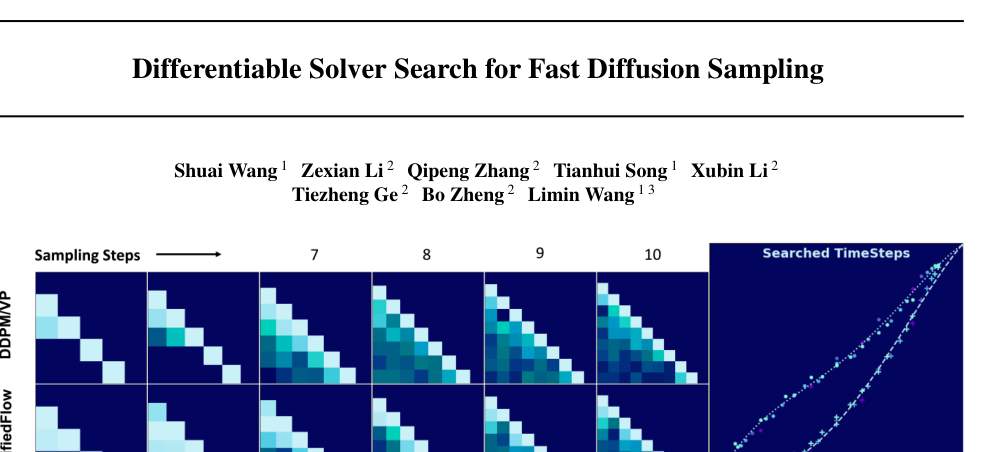 Differentiable Solver Search for Fast Diffusion Sampling
Shuai Wang 1 Zexian Li 2 Qipeng Zhang 2 Tianhui Song 1 Xubin Li 2
Tiezheng Ge 2 Bo Zheng 2 Limin Wang 1 3
Sampling Steps 7 8 9 10
Searched TimeSteps
DDPM/VP
fiedFlow